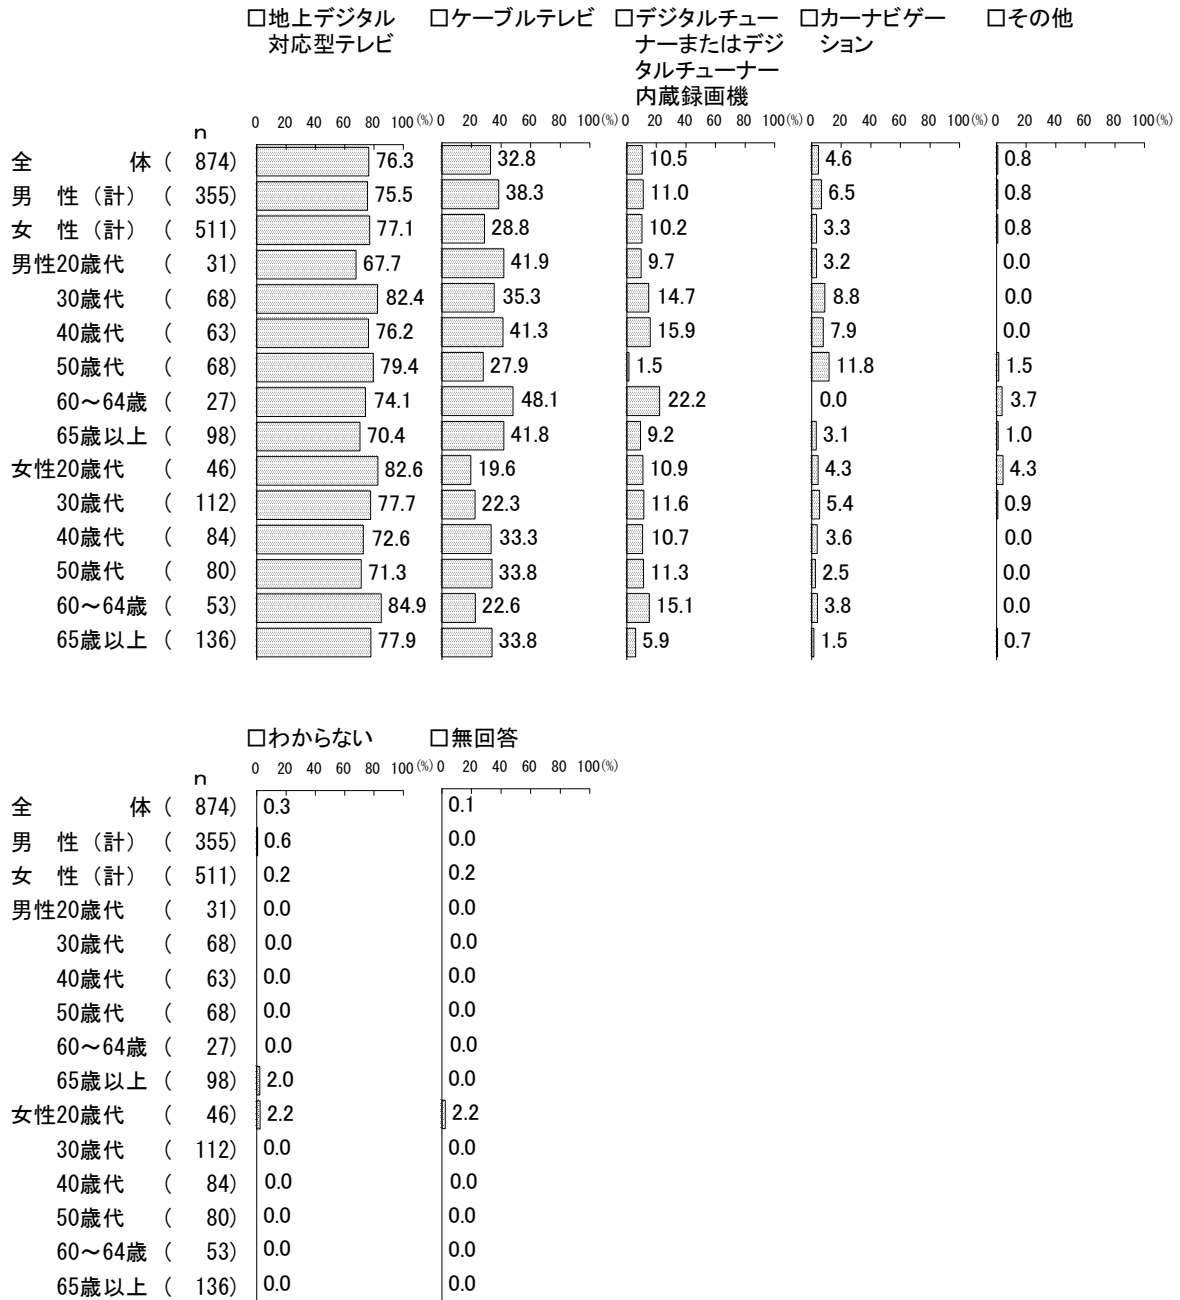 □地上デジタル □ケーブルテレビ □デジタルチュー □カーナビゲー □その他
対応型テレビ ナーまたはデジ ション
タルチューナー
内蔵録画機
n 0 20 40 60 80 100(%) 0 20 40 60 80 100(%) 0 20 40 60 80 100(%) 0 20 40 60 80 100(%) 0 20 40 60 80 100(%)
全 体 ( 874) 76.3 32.8 10.5 4.6 0.8
男 性（計） ( 355) 75.5 38.3 11.0 6.5 0.8
女 性（計） ( 511) 77.1 28.8 10.2 3.3 0.8
男性20歳代 ( 31) 67.7 41.9 9.7 3.2 0.0
30歳代 ( 68) 82.4 35.3 14.7 8.8 0.0
40歳代 ( 63) 76.2 41.3 15.9 7.9 0.0
50歳代 ( 68) 79.4 27.9 1.5 11.8 1.5
60～64歳 ( 27) 74.1 48.1 22.2 0.0 3.7
65歳以上 ( 98) 70.4 41.8 9.2 3.1 1.0
女性20歳代 ( 46) 82.6 19.6 10.9 4.3 4.3
30歳代 ( 112) 77.7 22.3 11.6 5.4 0.9
40歳代 ( 84) 72.6 33.3 10.7 3.6 0.0
50歳代 ( 80) 71.3 33.8 11.3 2.5 0.0
60～64歳 ( 53) 84.9 22.6 15.1 3.8 0.0
65歳以上 ( 136) 77.9 33.8 5.9 1.5 0.7
□わからない □無回答
n 0 20 40 60 80 100(%) 0 20 40 60 80 100(%)
全 体 ( 874) 0.3 0.1
男 性（計） ( 355) 0.6 0.0
女 性（計） ( 511) 0.2 0.2
男性20歳代 ( 31) 0.0 0.0
30歳代 ( 68) 0.0 0.0
40歳代 ( 63) 0.0 0.0
50歳代 ( 68) 0.0 0.0
60～64歳 ( 27) 0.0 0.0
65歳以上 ( 98) 2.0 0.0
女性20歳代 ( 46) 2.2 2.2
30歳代 ( 112) 0.0 0.0
40歳代 ( 84) 0.0 0.0
50歳代 ( 80) 0.0 0.0
60～64歳 ( 53) 0.0 0.0
65歳以上 ( 136) 0.0 0.0